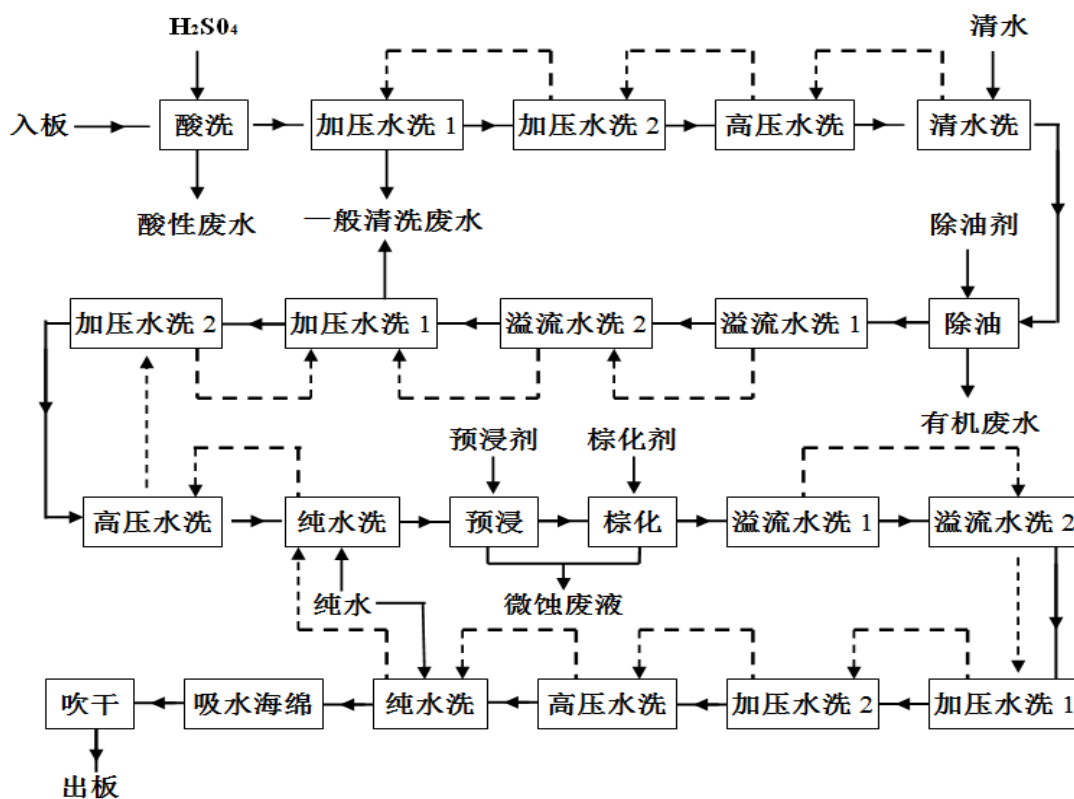 H₂S0₄
清水
入板
酸洗
加压水洗 1
加压水洗 2
高压水洗
清水洗
酸性废水
一般清洗废水
除油剂
加压水洗 2
加压水洗 1
溢流水洗 2
溢流水洗 1
除油
有机废水
预浸剂
棕化剂
高压水洗
纯水洗
预浸
棕化
溢流水洗 1
溢流水洗 2
纯水
微蚀废液
吹干
吸水海绵
纯水洗
高压水洗
加压水洗 2
加压水洗 1
出板